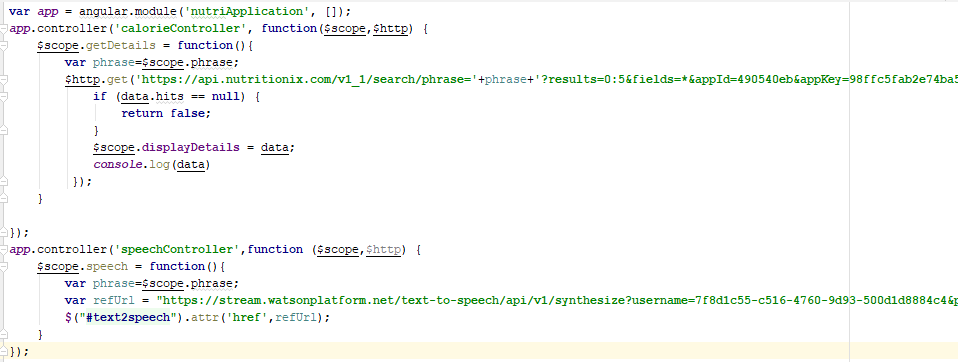 var app = angular.module('nutriApplication', []);
app.controller('calorieController', function($scope,$http) {
$scope.getDetails = function(){
var phrase=$scope.phrase;
$http.get('https://api.nutritionix.com/v1_1/search/phrase='+phrase+'?results=0:5&fields=*&appId=490540eb&appKey=98ffc5fab2e74ba5
if (data.hits == null) {
return false;
}
$scope.displayDetails = data;
console.log(data)
});
}
});
app.controller('speechController',function ($scope,$http) {
$scope.speech = function(){
var phrase=$scope.phrase;
var refUrl = "https://stream.watsonplatform.net/text-to-speech/api/v1/synthesize?username=7f8d1c55-c516-4760-9d93-500d1d8884c4&p
$("#text2speech").attr('href',refUrl);
}
});